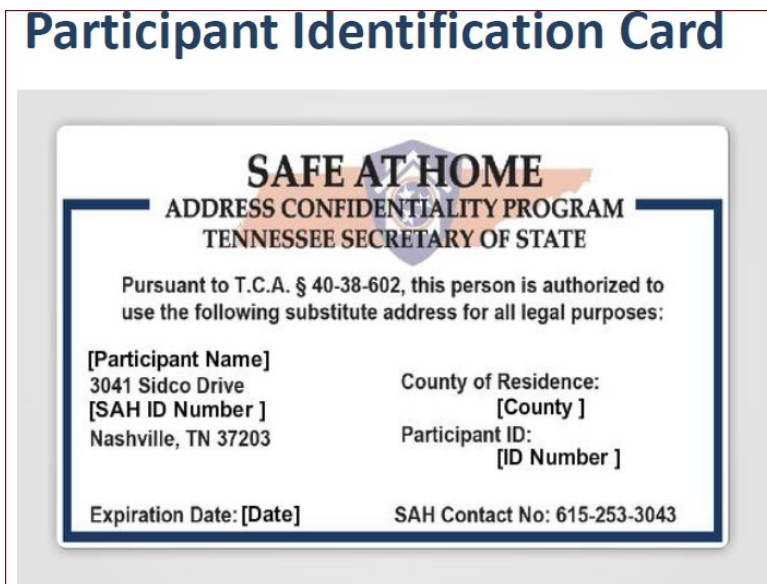 Participant Identification Card
SAFE AT HOME
ADDRESS CONFIDENTIALITY PROGRAM
TENNESSEE SECRETARY OF STATE
Pursuant to T.C.A. § 40-38-602, this person is authorized to
use the following substitute address for all legal purposes:
[Participant Name]
3041 Sidco Drive
[SAH ID Number ]
Nashville, TN 37203
County of Residence:
[County ]
Participant ID:
[ID Number ]
Expiration Date: [Date]
SAH Contact No: 615-253-3043